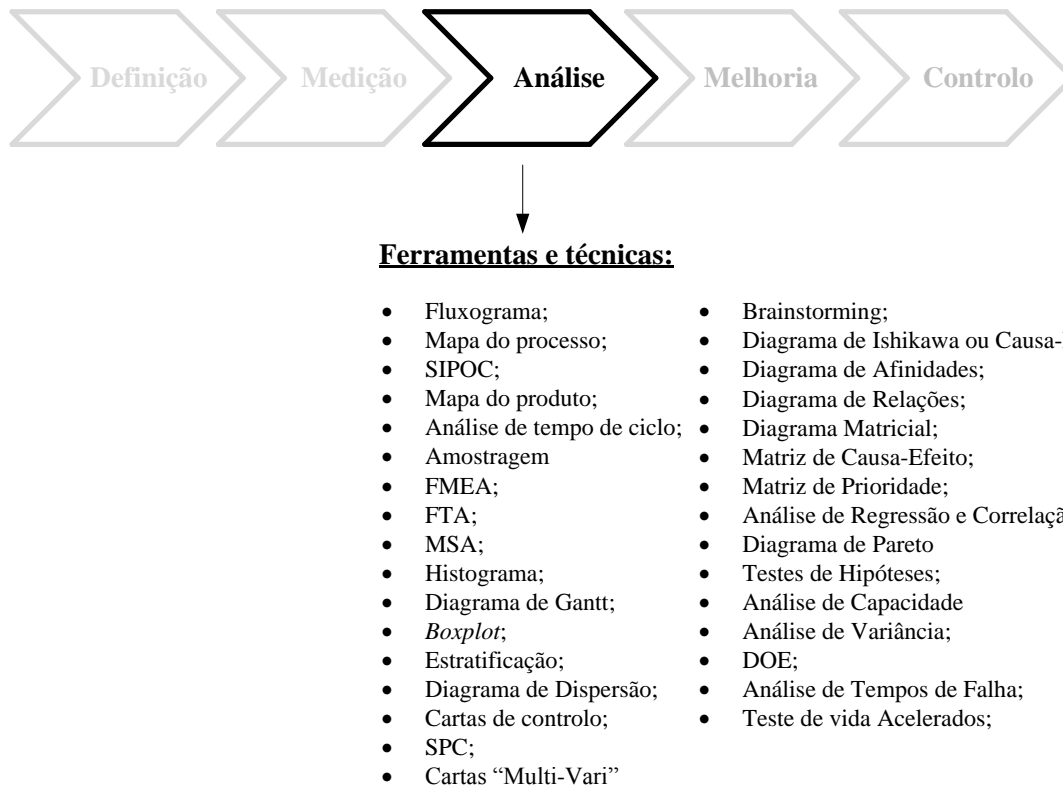 Definição
Medição
Análise
Melhoria
Controlo
Ferramentas e técnicas:
• Fluxograma;
• Mapa do processo;
• SIPOC;
• Mapa do produto;
• Análise de tempo de ciclo;
• Amostragem
• FMEA;
• FTA;
• MSA;
• Histograma;
• Diagrama de Gantt;
• Boxplot;
• Estratificação;
• Diagrama de Dispersão;
• Cartas de controlo;
• SPC;
• Cartas “Multi-Vari”
• Brainstorming;
• Diagrama de Ishikawa ou Causa-
• Diagrama de Afinidades;
• Diagrama de Relações;
• Diagrama Matricial;
• Matriz de Causa-Efeito;
• Matriz de Prioridade;
• Análise de Regressão e
• Diagrama de Pareto
• Testes de Hipóteses;
• Análise de Capacidade
• Análise de Variância;
• DOE;
• Análise de Tempos de Falha;
• Teste de vida Acelerados;